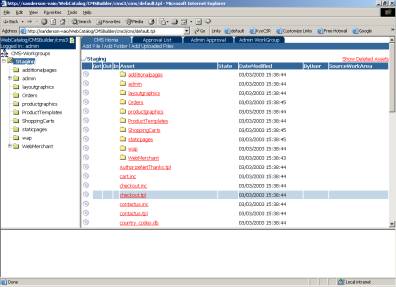 http://sanderson-nao/WebCatalog/CMSBuilder/cms3/cms/default.tpl - Microsoft Internet Explorer
File Edit View Favorites Tools Help
Back Search Favorites Media
Address http://sanderson-nao/WebCatalog/CMSBuilder/cms3/cms/default.tpl Go Links default Customize Links Free Hotmail Google
WebCatalog/CMSBuilder/cms3
Logged in: admin
CMS Home Approval List Admin Approval Admin WorkGroup
Add File / Add Folder / Add Uploaded Files
CMS-Workgroups
Staging
additionalpages
admin
layoutgraphics
Orders
productgraphics
ProductTemplates
ShoppingCarts
staticpages
wap
WebMerchant
/Staging Show Deleted Assets
Get Out In Asset State DateModified ByUser SourceWorkArea
additionalpages 03/03/2003 15:38:44
admin 03/03/2003 15:38:44
layoutgraphics 03/03/2003 15:38:44
Orders 03/03/2003 15:38:45
productgraphics 03/03/2003 15:38:44
ProductTemplates 03/03/2003 15:38:44
ShoppingCarts 03/03/2003 15:38:45
staticpages 03/03/2003 15:38:45
wap 03/03/2003 15:38:44
WebMerchant 03/03/2003 15:38:43
AuthorizeNetThanks.tpl 03/03/2003 15:38:44
cart.inc 03/03/2003 15:38:44
checkout.inc 03/03/2003 15:38:44
checkout.tpl 03/03/2003 15:38:44
contactus.inc 03/03/2003 15:38:44
contactus.tpl 03/03/2003 15:38:44
country_codes.db 03/03/2003 15:38:44
Done Local intranet